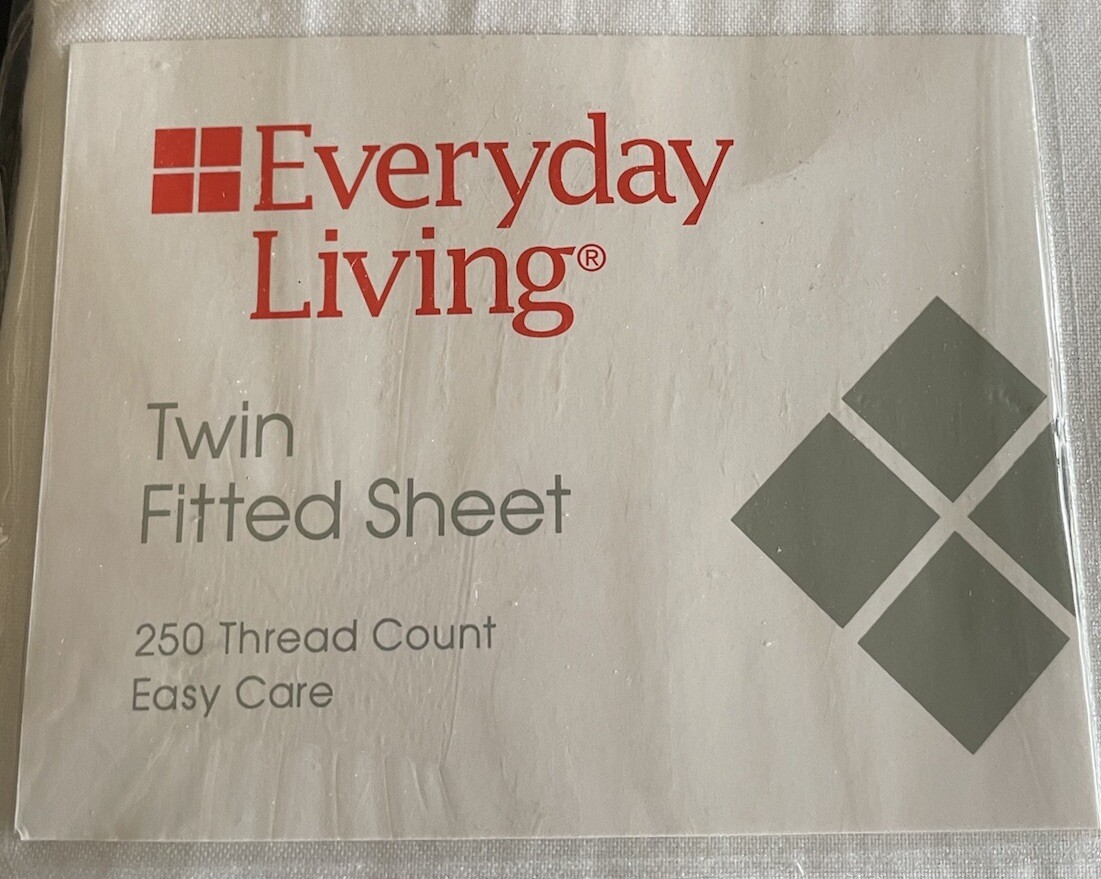 Everyday
Living®
Twin
Fitted Sheet
250 Thread Count
Easy Care